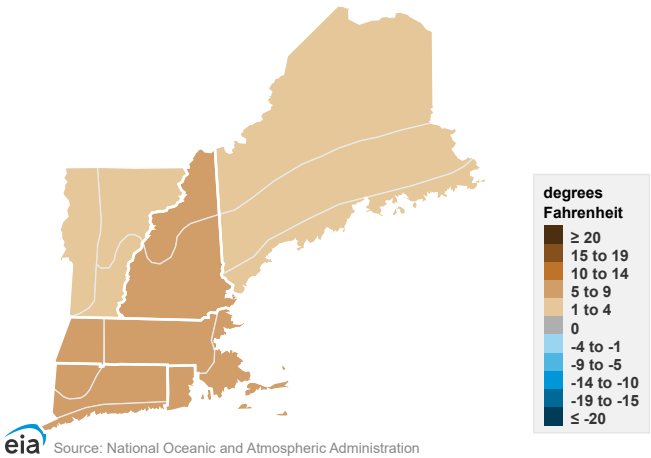 degrees
Fahrenheit
≥ 20
15 to 19
10 to 14
5 to 9
1 to 4
0
-4 to -1
-9 to -5
-14 to -10
-19 to -15
≤ -20
eia
Source: National Oceanic and Atmospheric Administration